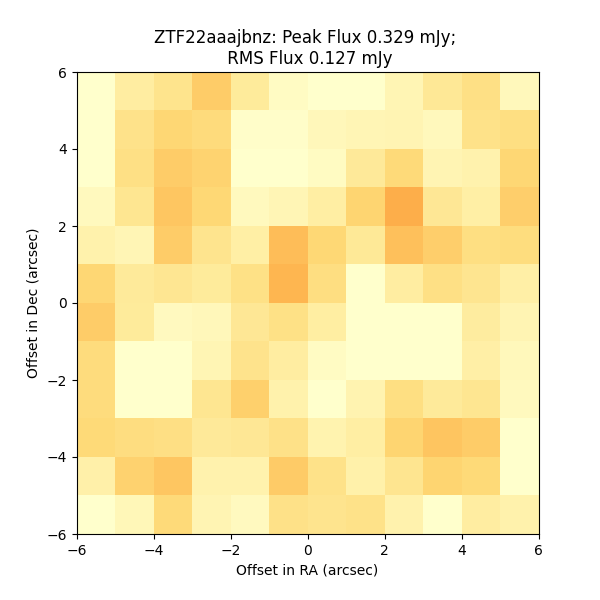 ZTF22aaajbnz: Peak Flux 0.329 mJy;
RMS Flux 0.127 mJy
6
4
2
0
−2
−4
−6
Offset in Dec (arcsec)
−6 −4 −2 0 2 4 6
Offset in RA (arcsec)